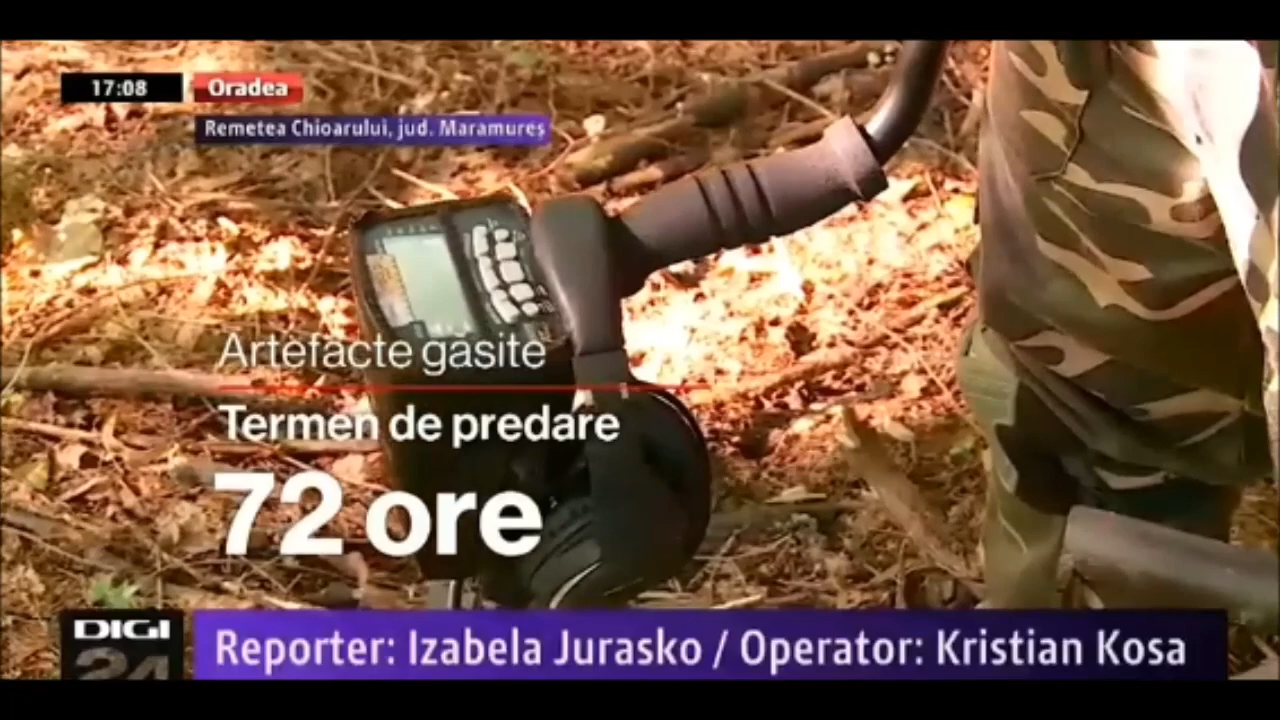 17:08
Oradea
Remetea Chioarului, jud. Maramureș
Artefacte gasite
Termen de predare
72 ore
DIGI
24
Reporter: Izabela Jurasko / Operator: Kristian Kosa